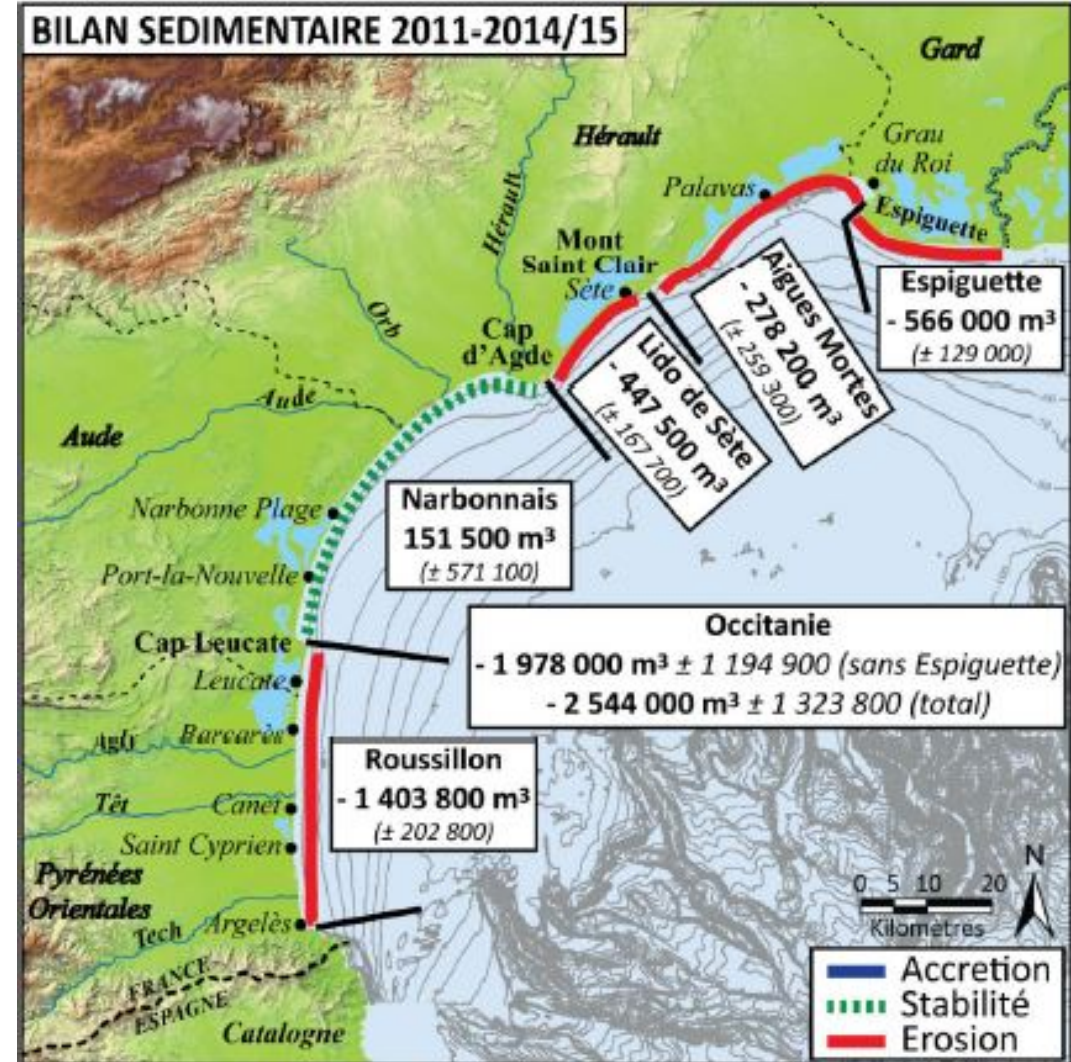 BILAN SEDIMENTAIRE 2011-2014/15
Gard
Hérault
Grau
du Roi
Palavas
Espiguette
Hérault
Mont
Saint Clair
Sète
Espiguette
- 566 000 m³
(± 129 000)
Aigues Mortes
- 278 200 m³
(± 259 300)
Orb
Cap
d'Agde
Lido de Sète
- 447 500 m³
(± 167 700)
Aude
Aude
Narbonnais
151 500 m³
(± 571 100)
Narbonne Plage
Port-la-Nouvelle
Occitanie
- 1 978 000 m³ ± 1 194 900 (sans Espiguette)
- 2 544 000 m³ ± 1 323 800 (total)
Cap Leucate
Leucate
Barcarès
Agly
Roussillon
- 1 403 800 m³
(± 202 800)
Têt
Canet
Saint Cyprien
Pyrénées
Orientales
Tech
Argelès
FRANCE
ESPAGNE
Catalogne
N
0 5 10 20
Kilomètres
Accretion
Stabilité
Erosion